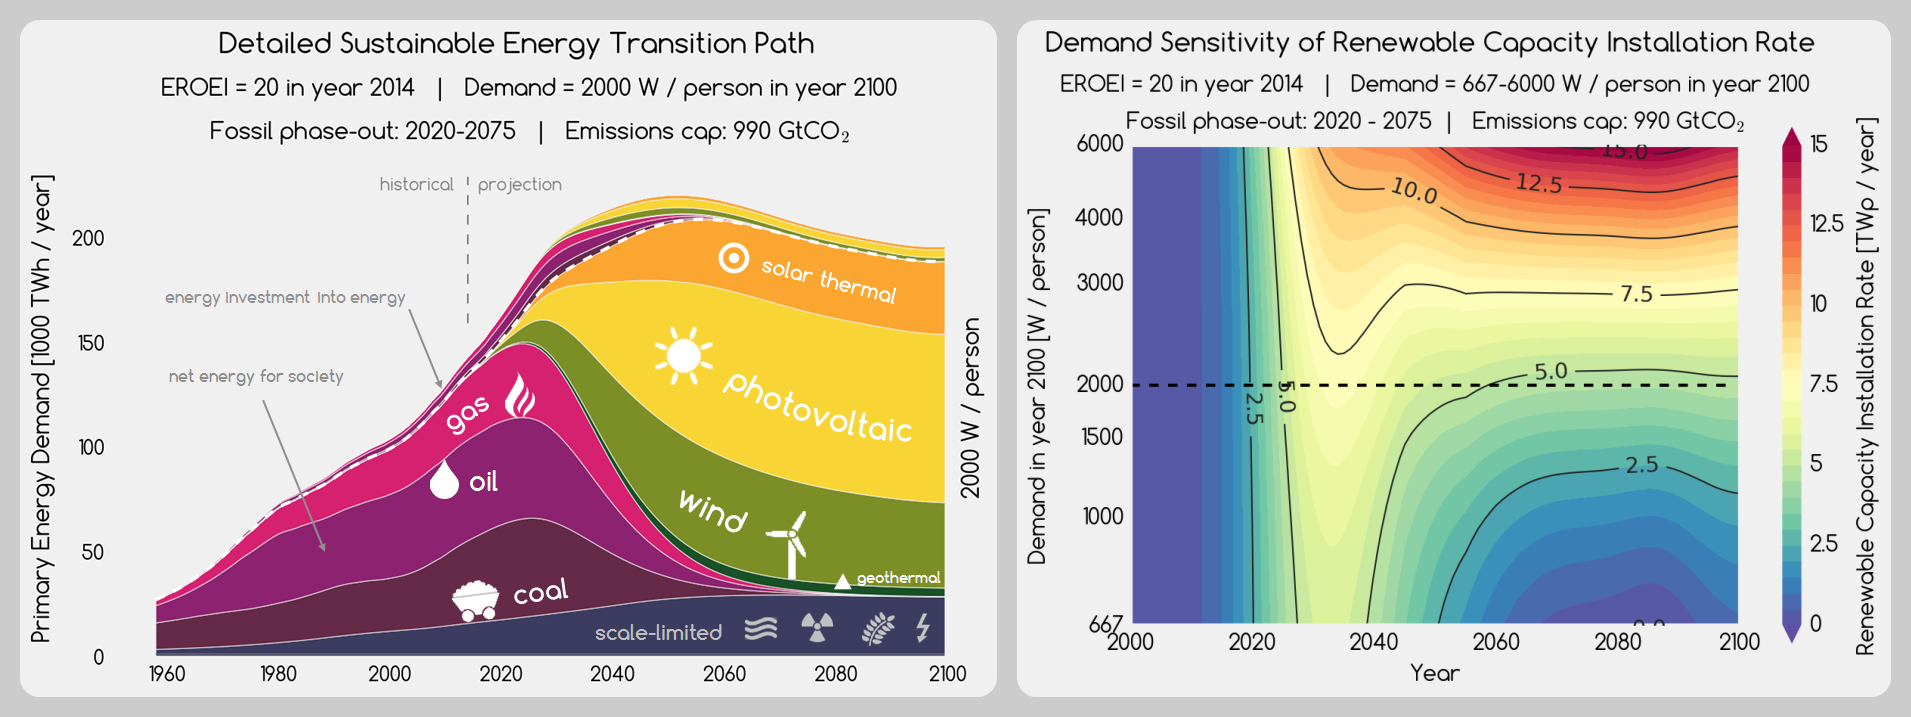 Detailed Sustainable Energy Transition Path
EROEI = 20 in year 2014 | Demand = 2000 W / person in year 2100
Fossil phase-out: 2020-2075 | Emissions cap: 990 GtCO₂
historical
projection
Primary Energy Demand [1000 TWh / year]
200
150
100
50
0
energy investment into energy
net energy for society
solar thermal
photovoltaic
gas
oil
wind
coal
geothermal
scale-limited
2000 W / person
1960
1980
2000
2020
2040
2060
2080
2100
Demand Sensitivity of Renewable Capacity Installation Rate
EROEI = 20 in year 2014 | Demand = 667-6000 W / person in year 2100
Fossil phase-out: 2020 - 2075 | Emissions cap: 990 GtCO₂
Demand in year 2100 [W / person]
6000
4000
3000
2000
1500
1000
667
15.0
12.5
10.0
7.5
5.0
5.0
2.5
2.5
0.0
2000
2020
2040
2060
2080
2100
Year
15
12.5
10
7.5
5
2.5
0
Renewable Capacity Installation Rate [TWp / year]